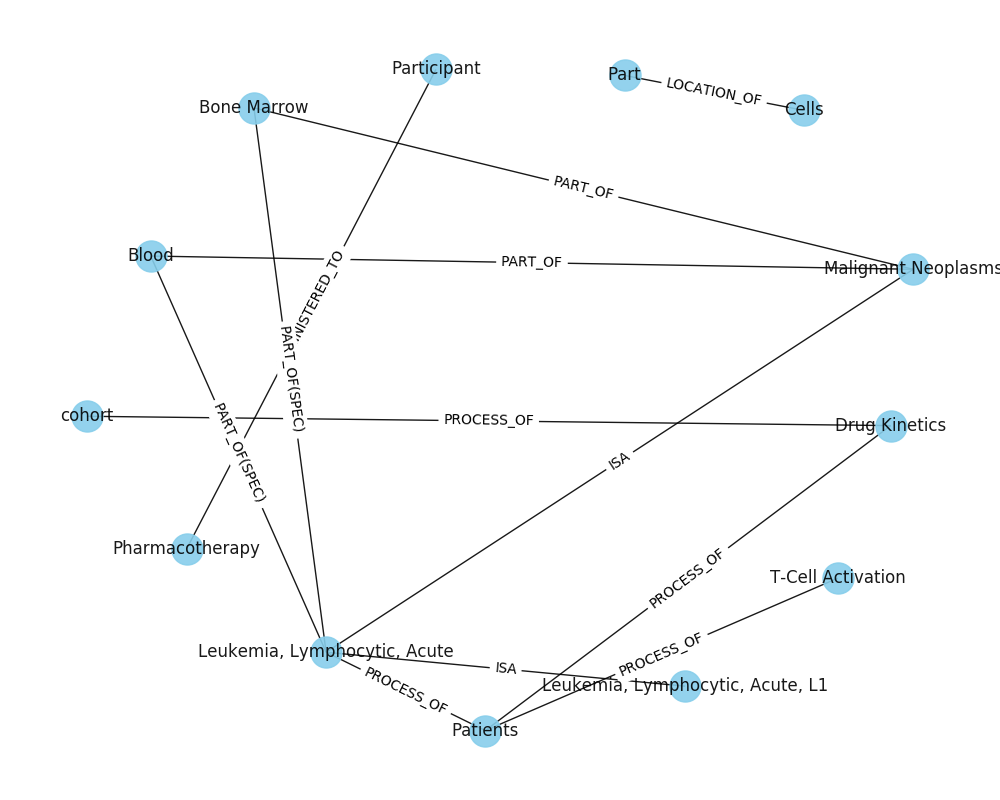 Participant
Part
LOCATION_OF
Cells
Bone Marrow
PART_OF
Blood
PART_OF
NISTERED_TO
Malignant Neoplasms
PART_OF(SPEC)
cohort
PROCESS_OF
Drug Kinetics
PART_OF(SPEC)
ISA
Pharmacotherapy
PROCESS_OF
T-Cell Activation
Leukemia, Lymphocytic, Acute
PROCESS_OF
ISA
Leukemia, Lymphocytic, Acute, L1
PROCESS_OF
Patients